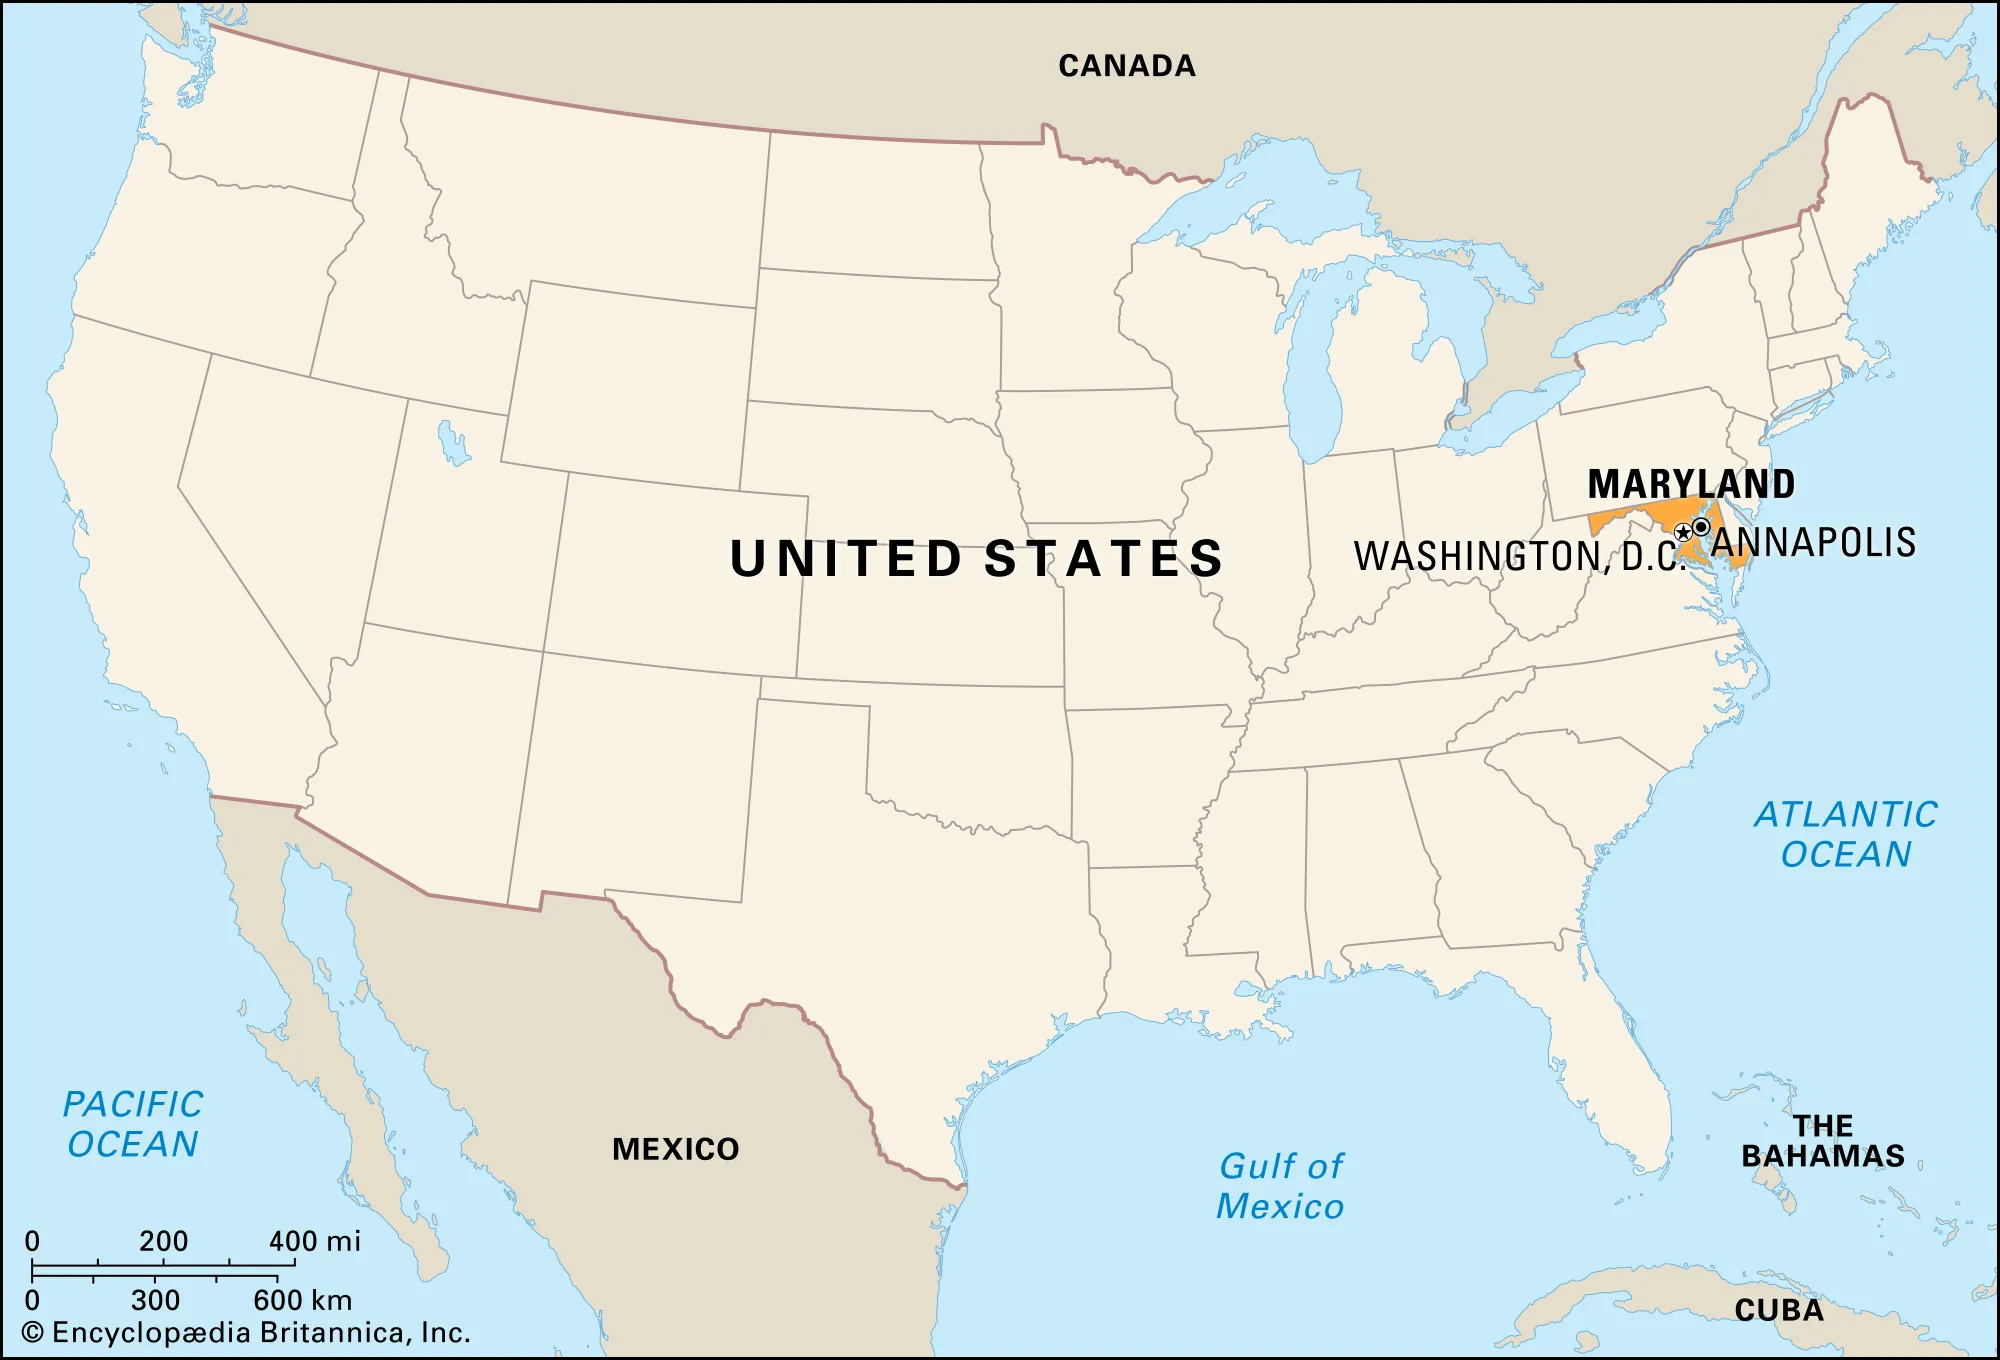 CANADA
MARYLAND
WASHINGTON, D.C.
ANNAPOLIS
UNITED STATES
ATLANTIC
OCEAN
PACIFIC
OCEAN
MEXICO
Gulf of
Mexico
THE
BAHAMAS
CUBA
0 200 400 mi
0 300 600 km
© Encyclopædia Britannica, Inc.